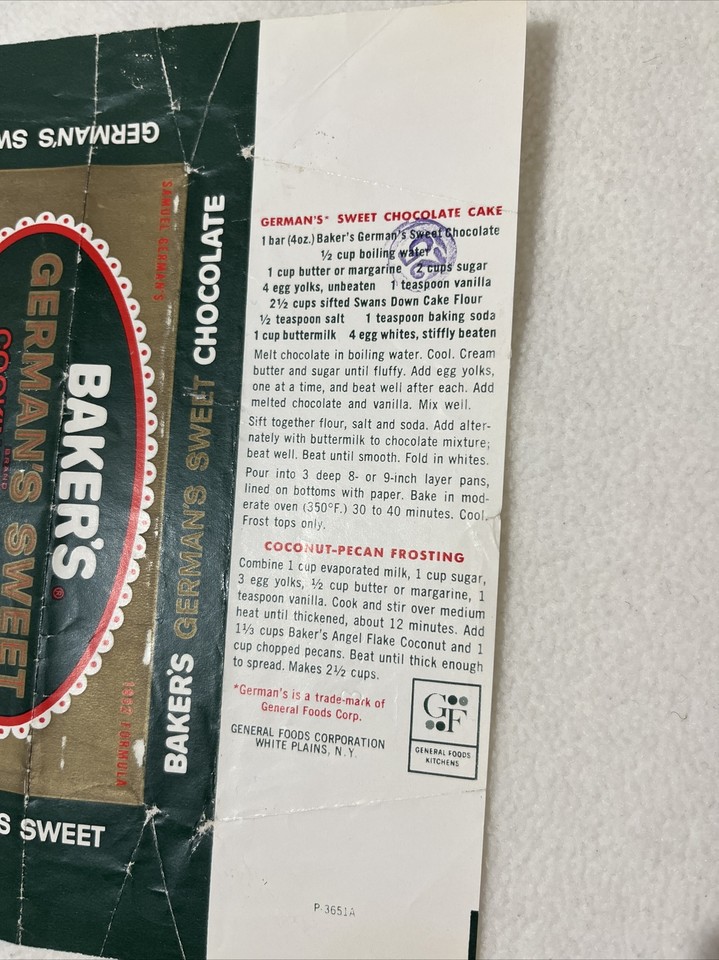 GERMAN'S SW
SAMUEL GERMAN'S
BAKER'S®
GERMAN'S SWEET
BRAND
BAKER'S GERMAN'S SWEET CHOCOLATE
FORMULA
S SWEET
GERMAN'S* SWEET CHOCOLATE CAKE
1 bar (4oz.) Baker's German's Sweet Chocolate
½ cup boiling water
1 cup butter or margarine 2 cups sugar
4 egg yolks, unbeaten 1 teaspoon vanilla
2½ cups sifted Swans Down Cake Flour
½ teaspoon salt 1 teaspoon baking soda
1 cup buttermilk 4 egg whites, stiffly beaten
Melt chocolate in boiling water. Cool. Cream
butter and sugar until fluffy. Add egg yolks,
one at a time, and beat well after each. Add
melted chocolate and vanilla. Mix well.
Sift together flour, salt and soda. Add alter-
nately with buttermilk to chocolate mixture;
beat well. Beat until smooth. Fold in whites.
Pour into 3 deep 8- or 9-inch layer pans,
lined on bottoms with paper. Bake in mod-
erate oven (350°F.) 30 to 40 minutes. Cool.
Frost tops only.
COCONUT-PECAN FROSTING
Combine 1 cup evaporated milk, 1 cup sugar,
3 egg yolks, ½ cup butter or margarine, 1
teaspoon vanilla. Cook and stir over medium
heat until thickened, about 12 minutes. Add
1⅓ cups Baker's Angel Flake Coconut and 1
cup chopped pecans. Beat until thick enough
to spread. Makes 2½ cups.
*German's is a trade-mark of
General Foods Corp.
GENERAL FOODS CORPORATION
WHITE PLAINS, N.Y.
GF
GENERAL FOODS
KITCHENS
P-3651A